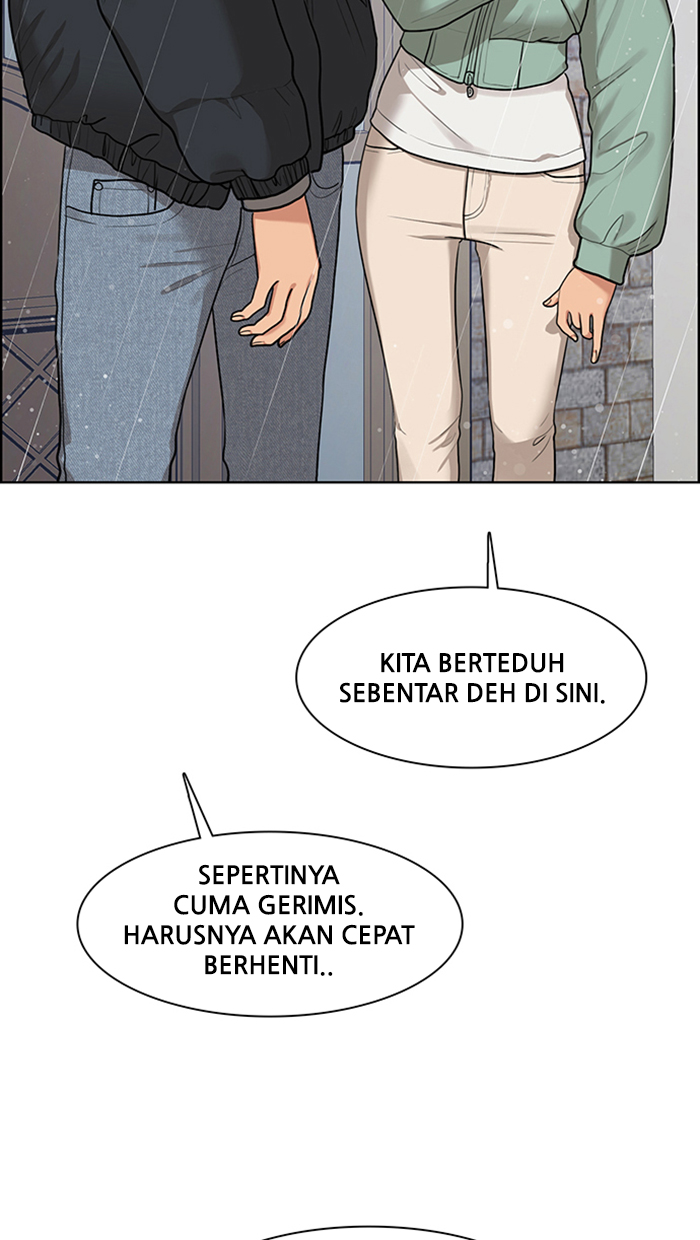 KITA BERTEDUH
SEBENTAR DEH DI SINI.
SEPERTINYA
CUMA GERIMIS.
HARUSNYA AKAN CEPAT
BERHENTI..